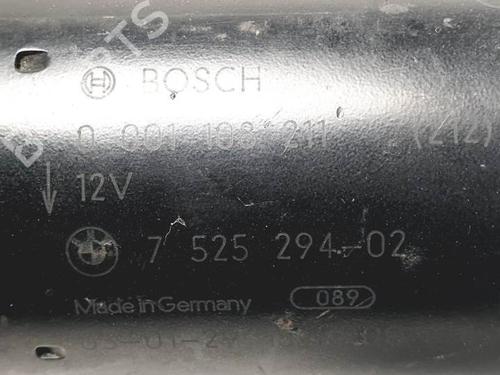 BOSCH
0 001 108 211 (212)
12V
7 525 294-02
Made in Germany
089